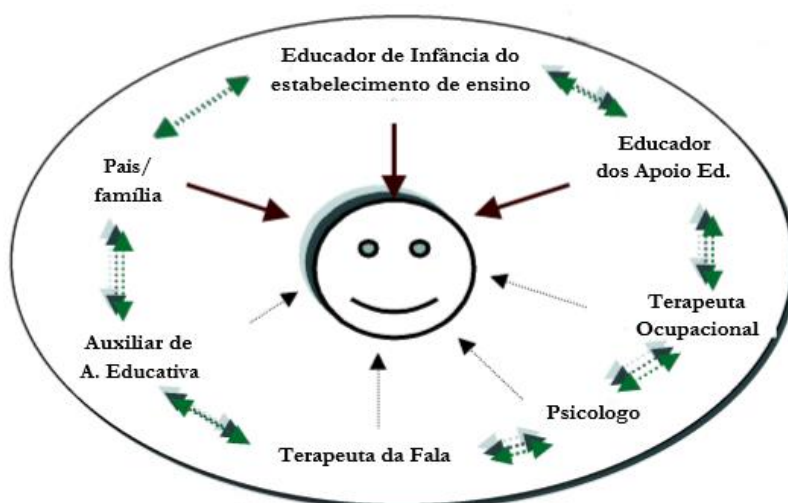 Educador de Infância do
estabelecimento de ensino
Educador
dos Apoio Ed.
Pais/
família
Terapeuta
Ocupacional
Auxiliar de
A. Educativa
Psicologo
Terapeuta da Fala